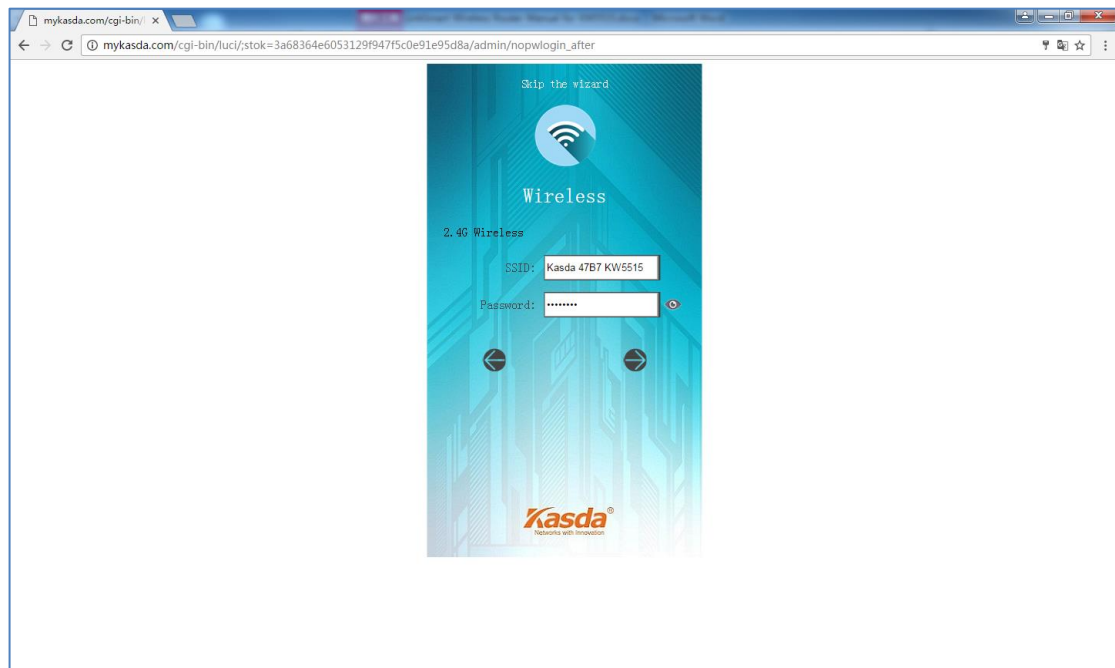 mykasda.com/cgi-bin/l
mykasda.com/cgi-bin/luci/;stok=3a68364e6053129f947f5c0e91e95d8a/admin/nopwlogin_after
Skip the wizard
Wireless
2.4G Wireless
SSID: Kasda 47B7 KW5515
Password: ••••••••
Kasda®
Networks with Innovation